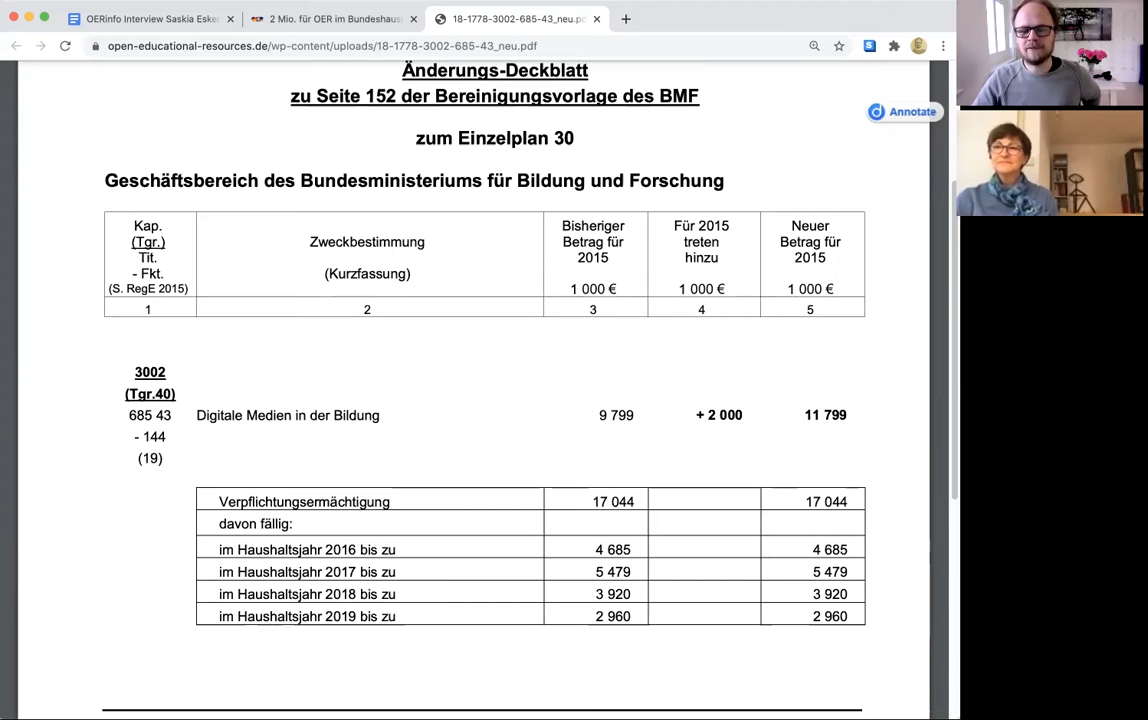 OERinfo Interview Saskia Esker
2 Mio. für OER im Bundeshaus
18-1778-3002-685-43_neu.pdf
open-educational-resources.de/wp-content/uploads/18-1778-3002-685-43_neu.pdf
Änderungs-Deckblatt
zu Seite 152 der Bereinigungsvorlage des BMF
Annotate
zum Einzelplan 30
Geschäftsbereich des Bundesministeriums für Bildung und Forschung
Kap.
(Tgr.)
Tit.
- Fkt.
(S. RegE 2015)
Zweckbestimmung
(Kurzfassung)
Bisheriger
Betrag für
2015
1 000 €
Für 2015
treten
hinzu
1 000 €
Neuer
Betrag für
2015
1 000 €
1 2 3 4 5
3002
(Tgr.40)
685 43 Digitale Medien in der Bildung 9 799 + 2 000 11 799
- 144
(19)
Verpflichtungsermächtigung 17 044 17 044
davon fällig:
im Haushaltsjahr 2016 bis zu 4 685 4 685
im Haushaltsjahr 2017 bis zu 5 479 5 479
im Haushaltsjahr 2018 bis zu 3 920 3 920
im Haushaltsjahr 2019 bis zu 2 960 2 960